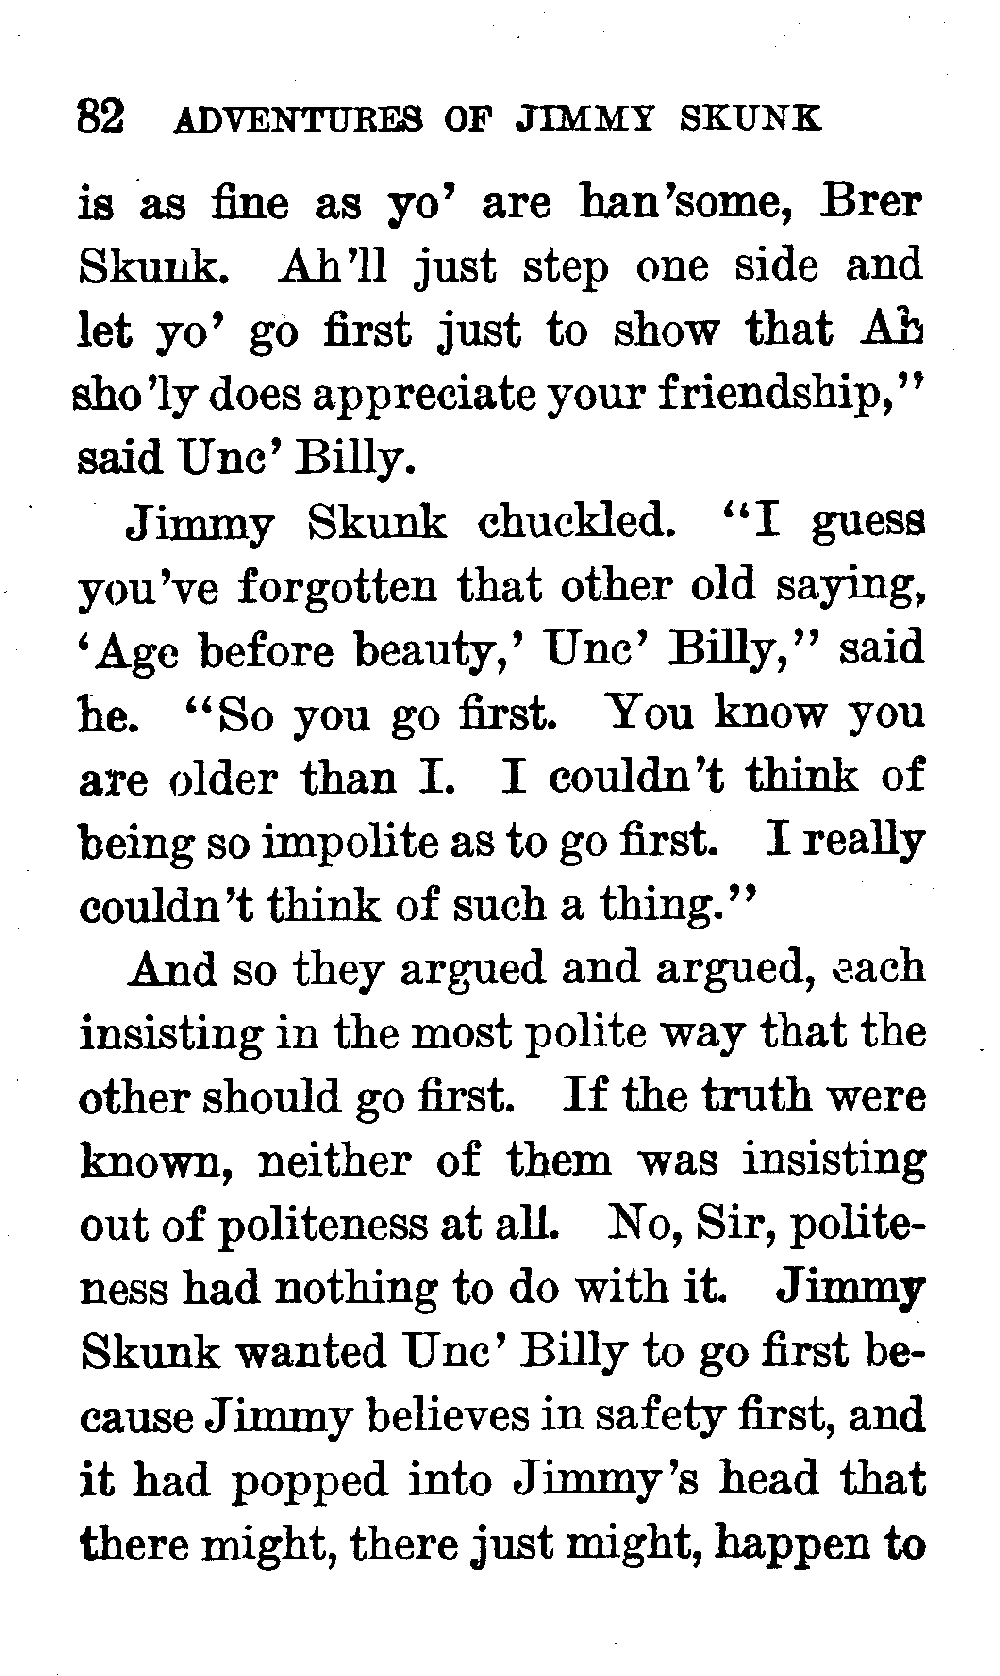 82 ADVENTURES OF JIMMY SKUNK
is as fine as yo' are han'some, Brer
Skunk. Ah'll just step one side and
let yo' go first just to show that Ah
sho'ly does appreciate your friendship,"
said Unc' Billy.
Jimmy Skunk chuckled. "I guess
you've forgotten that other old saying,
'Age before beauty,' Unc' Billy," said
he. "So you go first. You know you
are older than I. I couldn't think of
being so impolite as to go first. I really
couldn't think of such a thing."
And so they argued and argued, each
insisting in the most polite way that the
other should go first. If the truth were
known, neither of them was insisting
out of politeness at all. No, Sir, polite-
ness had nothing to do with it. Jimmy
Skunk wanted Unc' Billy to go first be-
cause Jimmy believes in safety first, and
it had popped into Jimmy's head that
there might, there just might, happen to